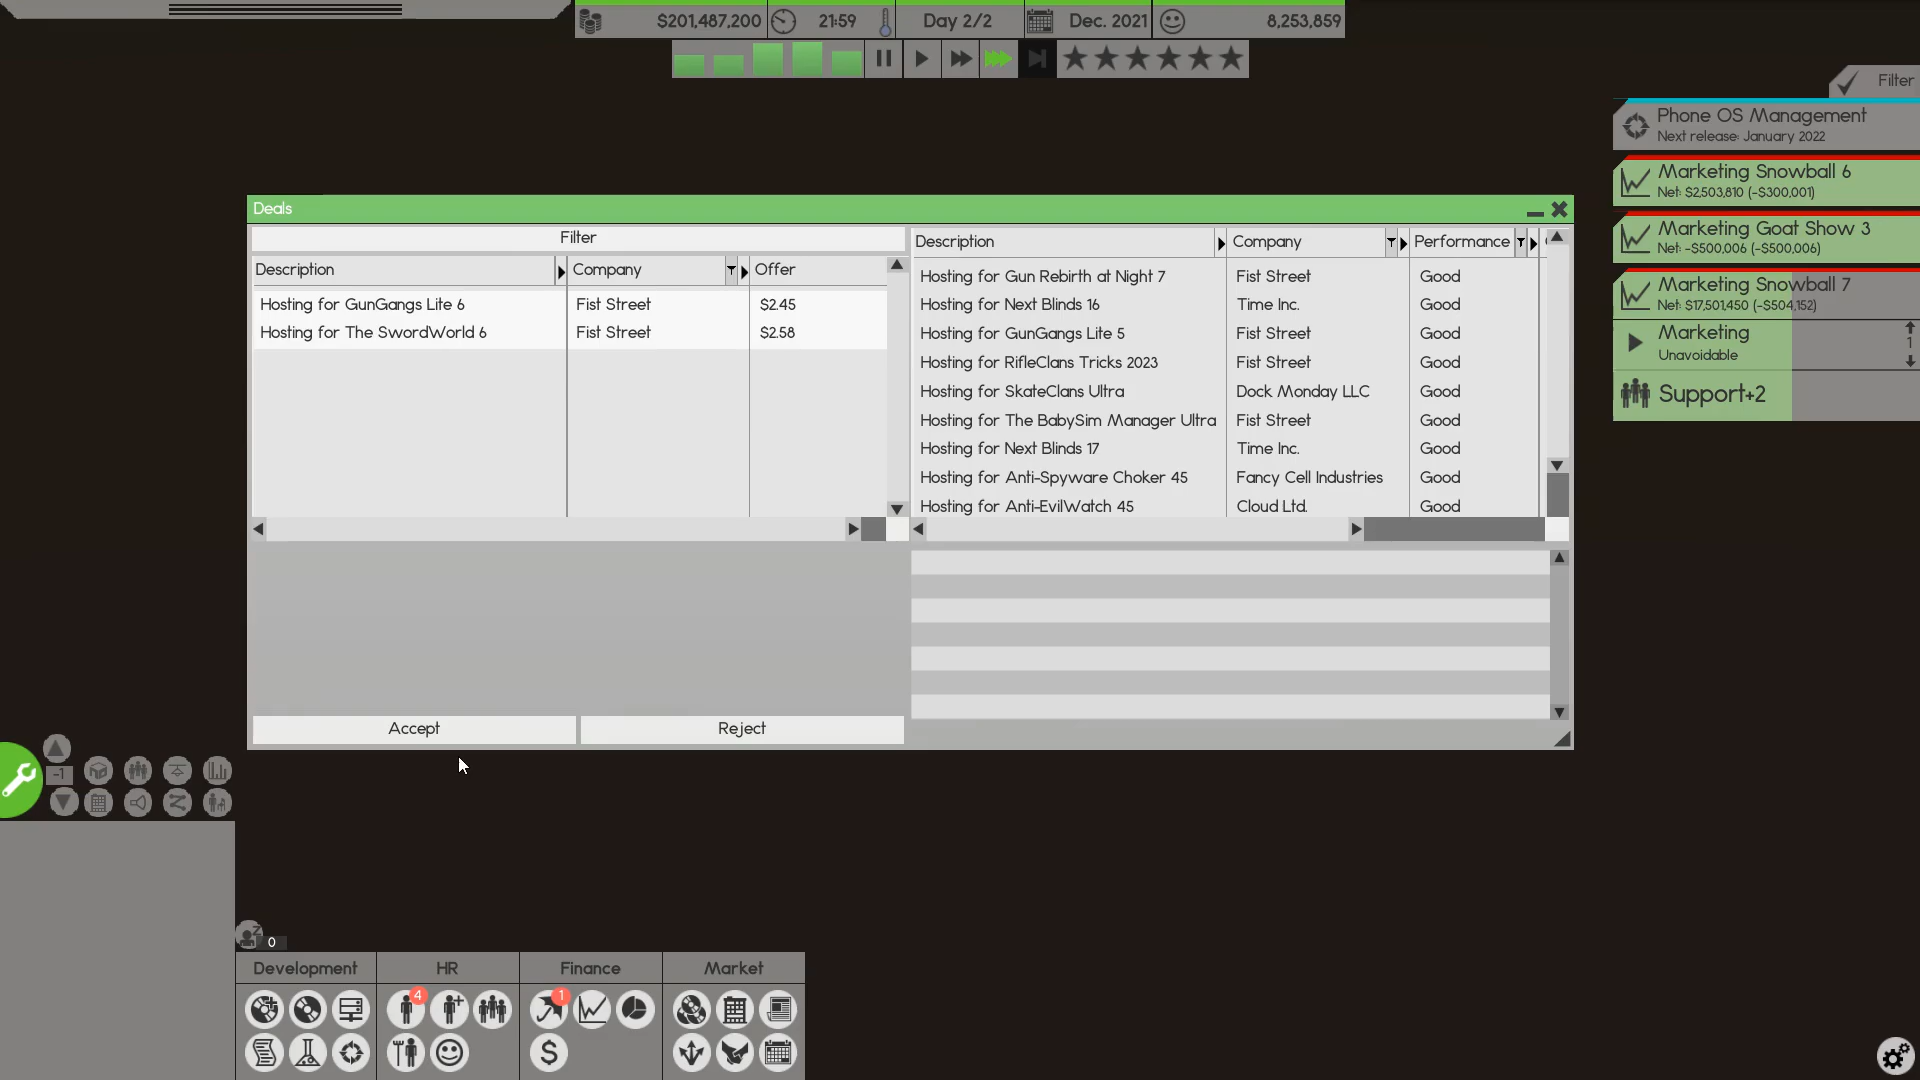 $201,487,200
21:59
Day 2/2
Dec. 2021
8,253,859
Filter
Phone OS Management
Next release: January 2022
Marketing Snowball 6
Net: $2,503,810 (-$300,001)
Marketing Goat Show 3
Net: -$500,006 (-$500,006)
Marketing Snowball 7
Net: $17,501,450 (-$504,152)
Marketing
Unavoidable
1
Support+2
Deals
Filter
Description Company Offer
Hosting for GunGangs Lite 6 Fist Street $2.45
Hosting for The SwordWorld 6 Fist Street $2.58
Accept
Reject
Description Company Performance
Hosting for Gun Rebirth at Night 7 Fist Street Good
Hosting for Next Blinds 16 Time Inc. Good
Hosting for GunGangs Lite 5 Fist Street Good
Hosting for RifleClans Tricks 2023 Fist Street Good
Hosting for SkateClans Ultra Dock Monday LLC Good
Hosting for The BabySim Manager Ultra Fist Street Good
Hosting for Next Blinds 17 Time Inc. Good
Hosting for Anti-Spyware Choker 45 Fancy Cell Industries Good
Hosting for Anti-EvilWatch 45 Cloud Ltd. Good
-1
0
Development HR Finance Market
4
1